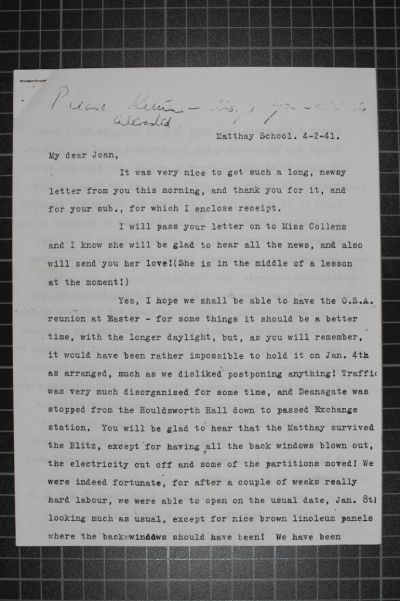 Please Return – thought you would be
interested
Matthay School. 4-2-41.
My dear Joan,
It was very nice to get such a long, newsy
letter from you this morning, and thank you for it, and
for your sub., for which I enclose receipt.
I will pass your letter on to Miss Collens
and I know she will be glad to hear all the news, and also
will send you her love!(She is in the middle of a lesson
at the moment!)
Yes, I hope we shall be able to have the O.S.A.
reunion at Easter - for some things it should be a better
time, with the longer daylight, but, as you will remember,
it would have been rather impossible to hold it on Jan. 4th
as arranged, much as we disliked postponing anything! Traffic
was very much disorganised for some time, and Deansgate was
stopped from the Houldsworth Hall down to passed Exchange
station. You will be glad to hear that the Matthay survived
the Blitz, except for having all the back windows blown out,
the electricity cut off and some of the partitions moved! We
were indeed fortunate, for after a couple of weeks really
hard labour, we were able to open on the usual date, Jan. 8th
looking much as usual, except for nice brown linoleum panels
where the backwindows should have been! We have been